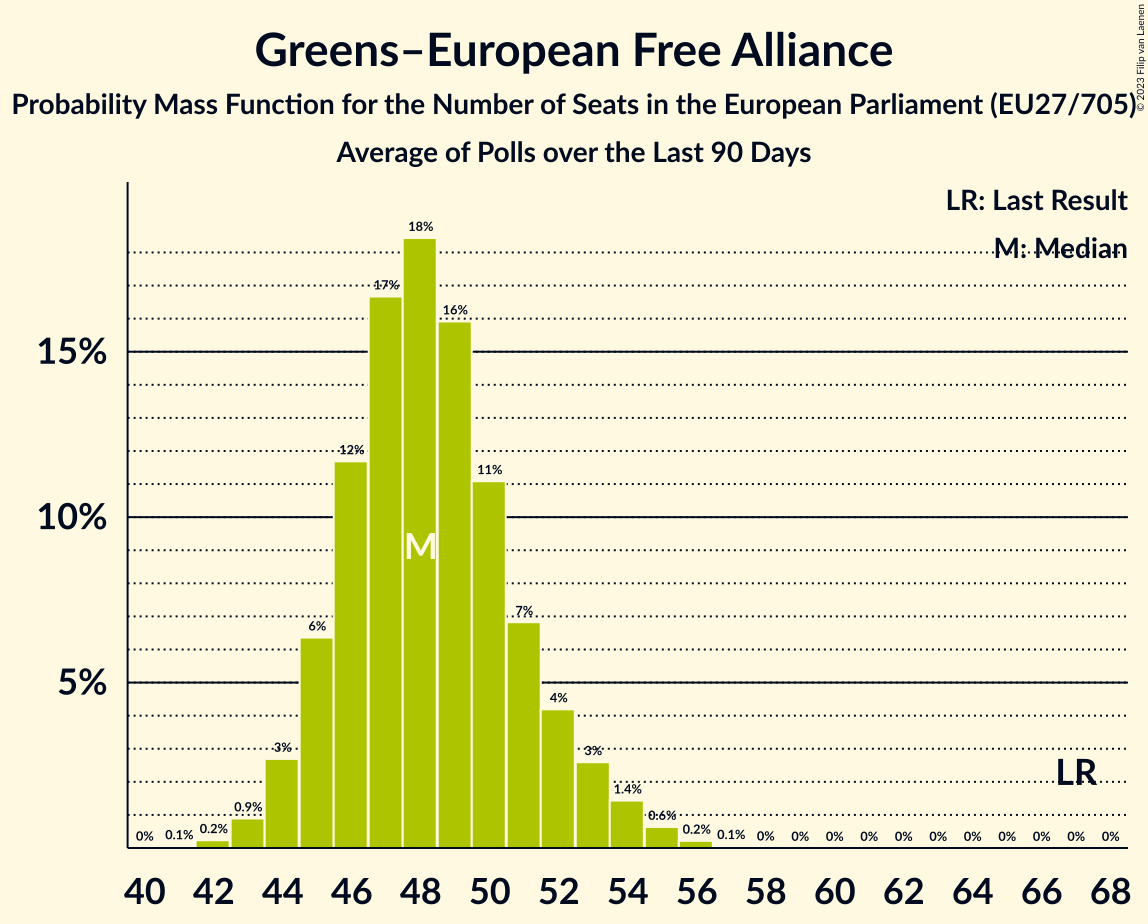 Greens–European Free Alliance
Probability Mass Function for the Number of Seats in the European Parliament (EU27/705)
Average of Polls over the Last 90 Days
© 2023 Filip van Laenen
LR: Last Result
M: Median
15%
10%
5%
0% 0.1% 0.2% 0.9% 3% 6% 12% 17% 18% 16% 11% 7% 4% 3% 1.4% 0.6% 0.2% 0.1% 0% 0% 0% 0% 0% 0% 0% 0% 0% 0% 0%
M
LR
40 42 44 46 48 50 52 54 56 58 60 62 64 66 68